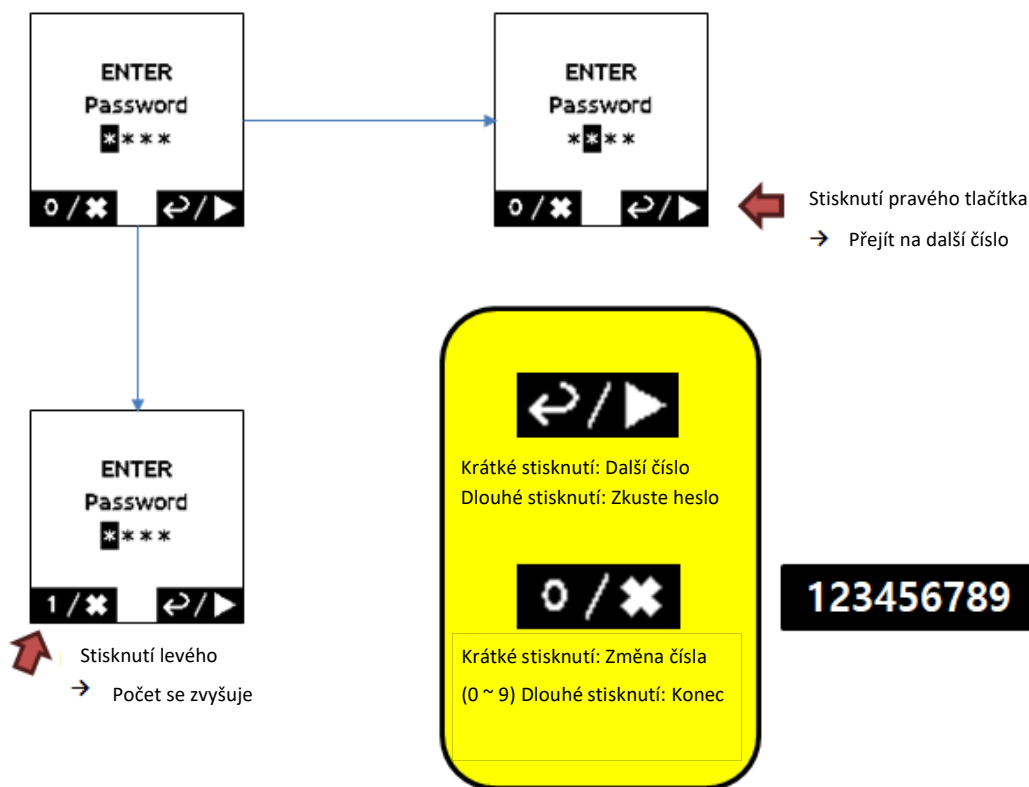 ENTER
Password
****
0/✖ ↵/▶
ENTER
Password
****
0/✖ ↵/▶
Stisknutí pravého tlačítka
→ Přejít na další číslo
ENTER
Password
****
1/✖ ↵/▶
Stisknutí levého
→ Počet se zvyšuje
↵/▶
Krátké stisknutí: Další číslo
Dlouhé stisknutí: Zkuste heslo
0/✖
Krátké stisknutí: Změna čísla
(0 ~ 9) Dlouhé stisknutí: Konec
123456789